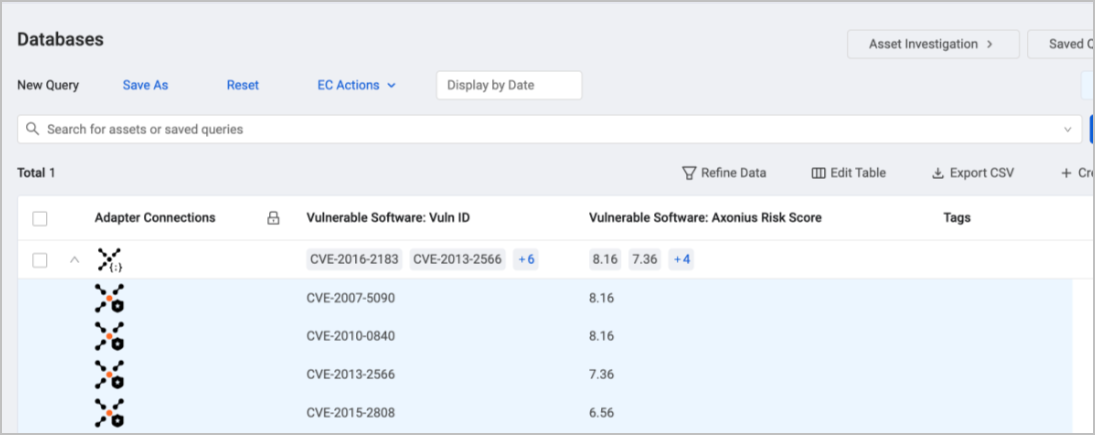 Databases
Asset Investigation >
Saved
New Query Save As Reset EC Actions Display by Date
Search for assets or saved queries
Total 1 Refine Data Edit Table Export CSV +
Adapter Connections Vulnerable Software: Vuln ID Vulnerable Software: Axonius Risk Score Tags
{:} CVE-2016-2183 CVE-2013-2566 +6 8.16 7.36 +4
CVE-2007-5090 8.16
CVE-2010-0840 8.16
CVE-2013-2566 7.36
CVE-2015-2808 6.56